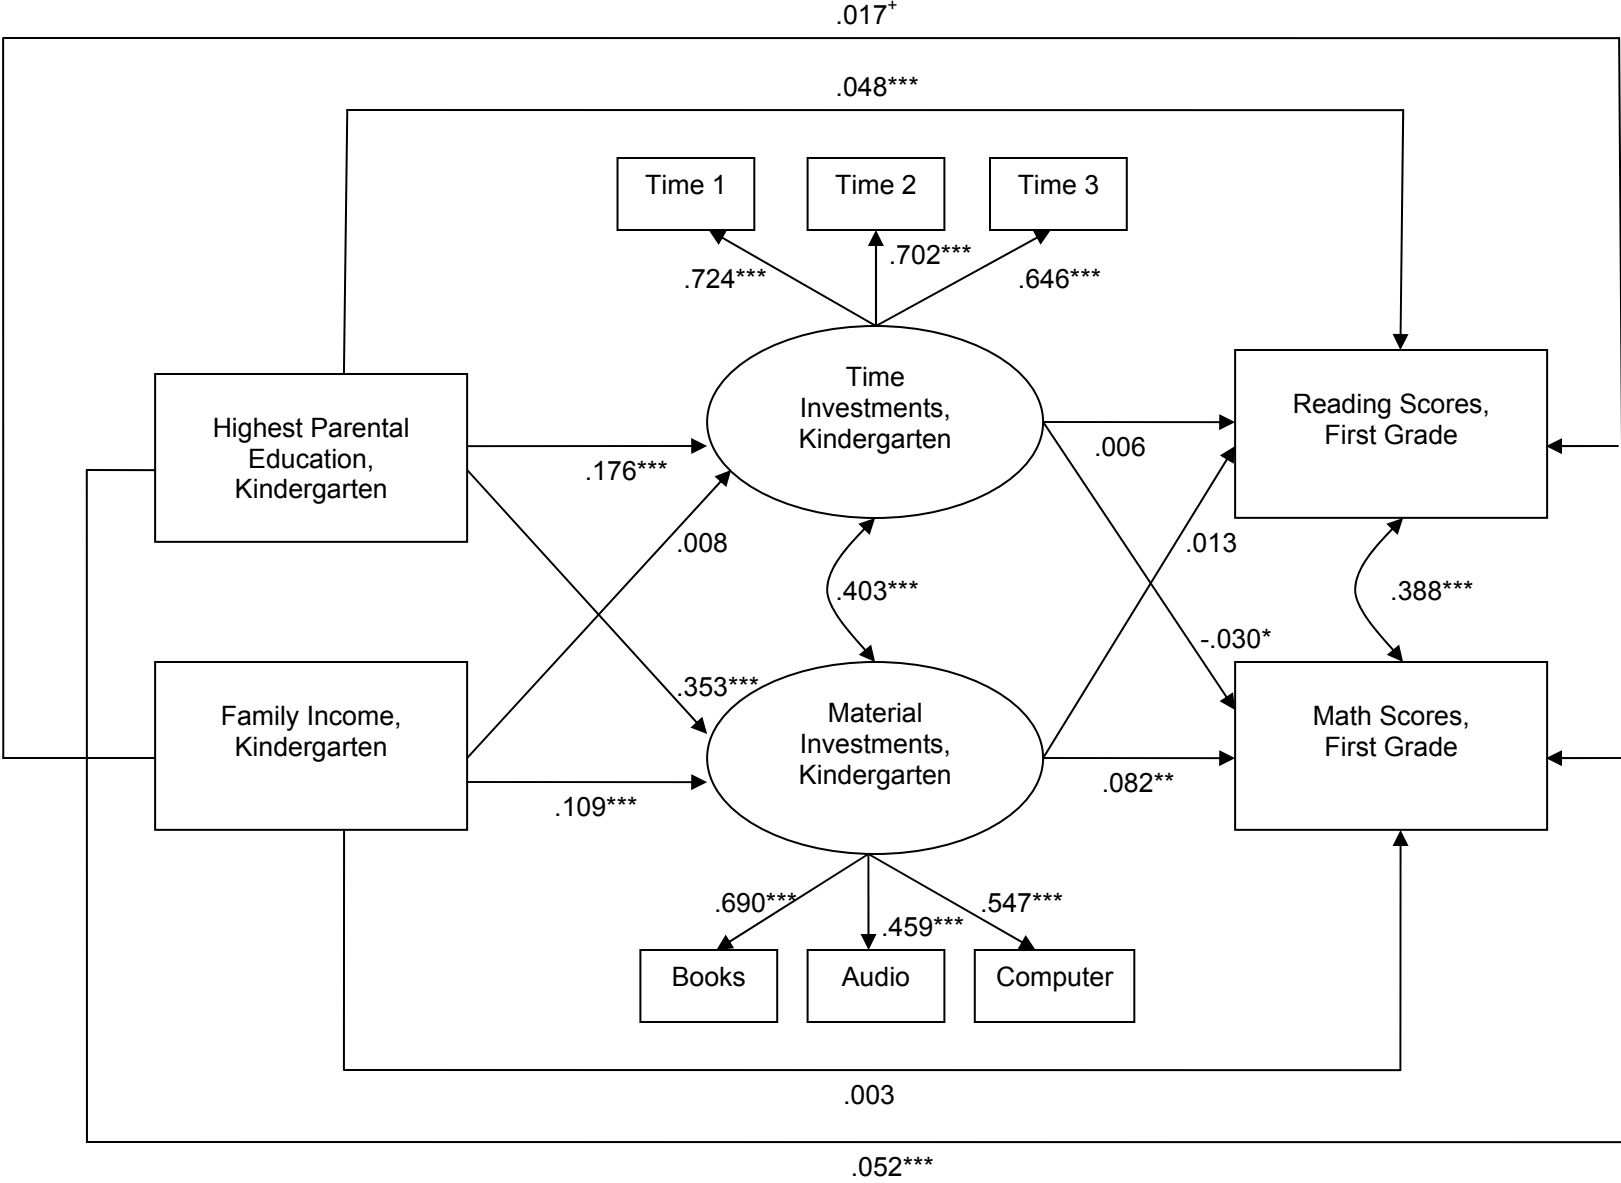 .017+
.048***
Time 1
Time 2
Time 3
.702***
.724***
.646***
Time
Investments,
Kindergarten
Reading Scores,
First Grade
Highest Parental
Education,
Kindergarten
.176***
.006
.008
.013
.403***
.388***
-.030*
.353***
Family Income,
Kindergarten
Material
Investments,
Kindergarten
Math Scores,
First Grade
.109***
.082**
.690***
.459***
.547***
Books
Audio
Computer
.003
.052***